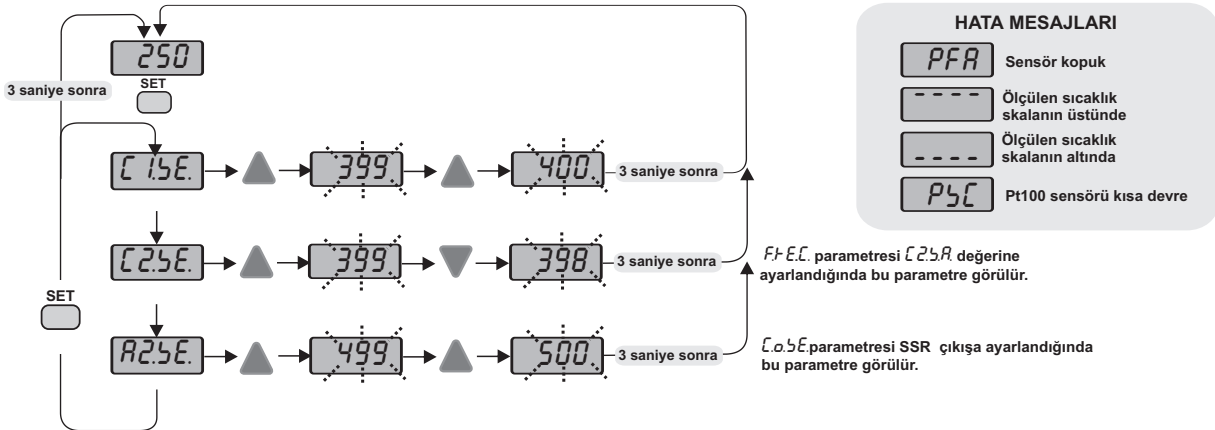 250
SET
3 saniye sonra
C1.SE.
399
400
3 saniye sonra
C2.SE.
399
398
3 saniye sonra
SET
A2.SE.
499
500
3 saniye sonra
HATA MESAJLARI
PFA Sensör kopuk
---- Ölçülen sıcaklık
skalanın üstünde
---- Ölçülen sıcaklık
skalanın altında
PSC Pt100 sensörü kısa devre
parametresi C2.S.A. değerine
ayarlandığında bu parametre görülür.
C.o.SE. parametresi SSR çıkışa ayarlandığında
bu parametre görülür.